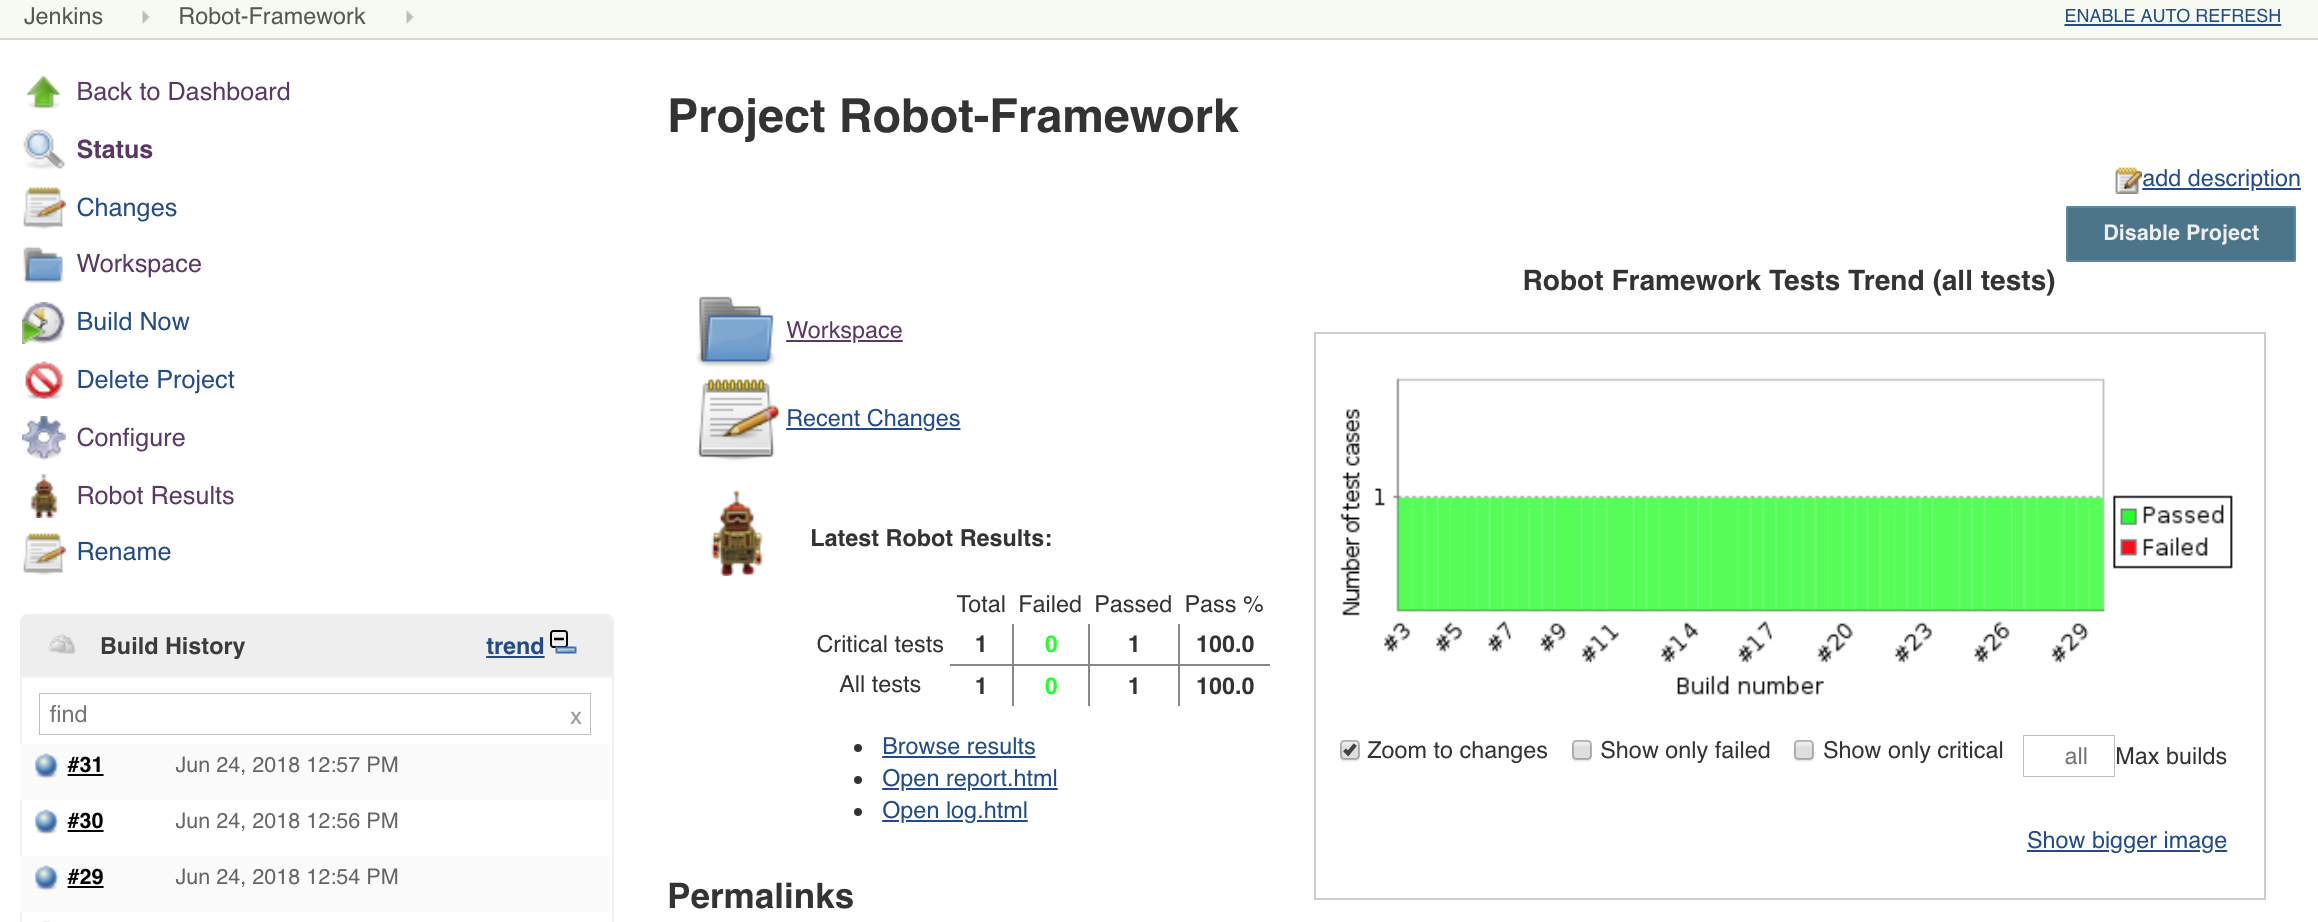 Jenkins
Robot-Framework
ENABLE AUTO REFRESH
Back to Dashboard
Status
Changes
Workspace
Build Now
Delete Project
Configure
Robot Results
Rename
Build History
trend
find
x
#31 Jun 24, 2018 12:57 PM
#30 Jun 24, 2018 12:56 PM
#29 Jun 24, 2018 12:54 PM
Project Robot-Framework
add description
Disable Project
Workspace
Recent Changes
Latest Robot Results:
Total Failed Passed Pass %
Critical tests 1 0 1 100.0
All tests 1 0 1 100.0
Browse results
Open report.html
Open log.html
Permalinks
Robot Framework Tests Trend (all tests)
Number of test cases
1
Passed
Failed
#3 #5 #7 #9 #11 #14 #17 #20 #23 #26 #29
Build number
Zoom to changes Show only failed Show only critical all Max builds
Show bigger image